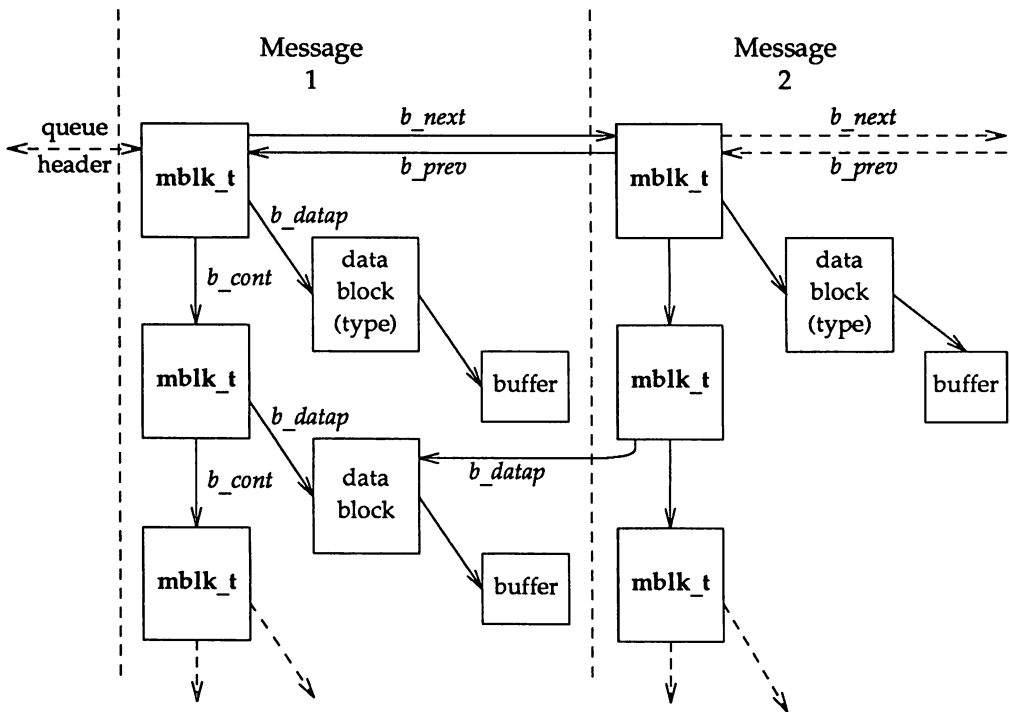 Message
1
Message
2
queue
header
b_next
b_prev
b_next
b_prev
mblk_t
mblk_t
b_datap
b_cont
data
block
(type)
data
block
(type)
mblk_t
buffer
mblk_t
buffer
b_datap
b_cont
data
block
b_datap
mblk_t
buffer
mblk_t